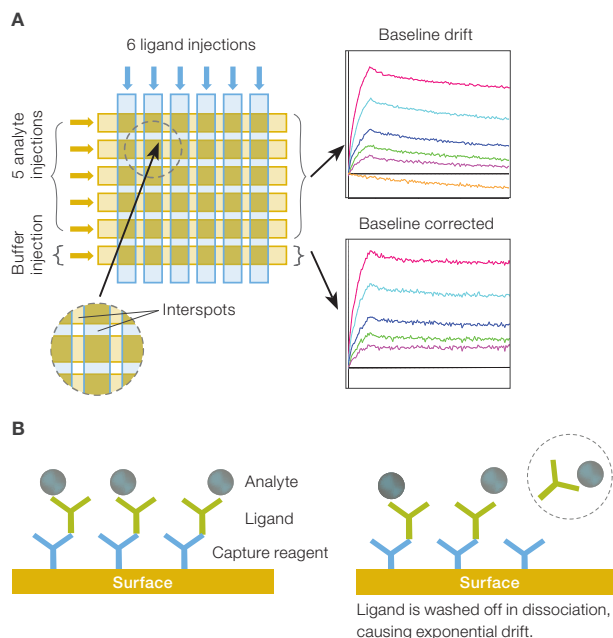 A
6 ligand injections
Baseline drift
5 analyte injections
Buffer
injection
Interspots
Baseline corrected
B
Analyte
Ligand
Capture reagent
Surface
Surface
Ligand is washed off in dissociation,
causing exponential drift.